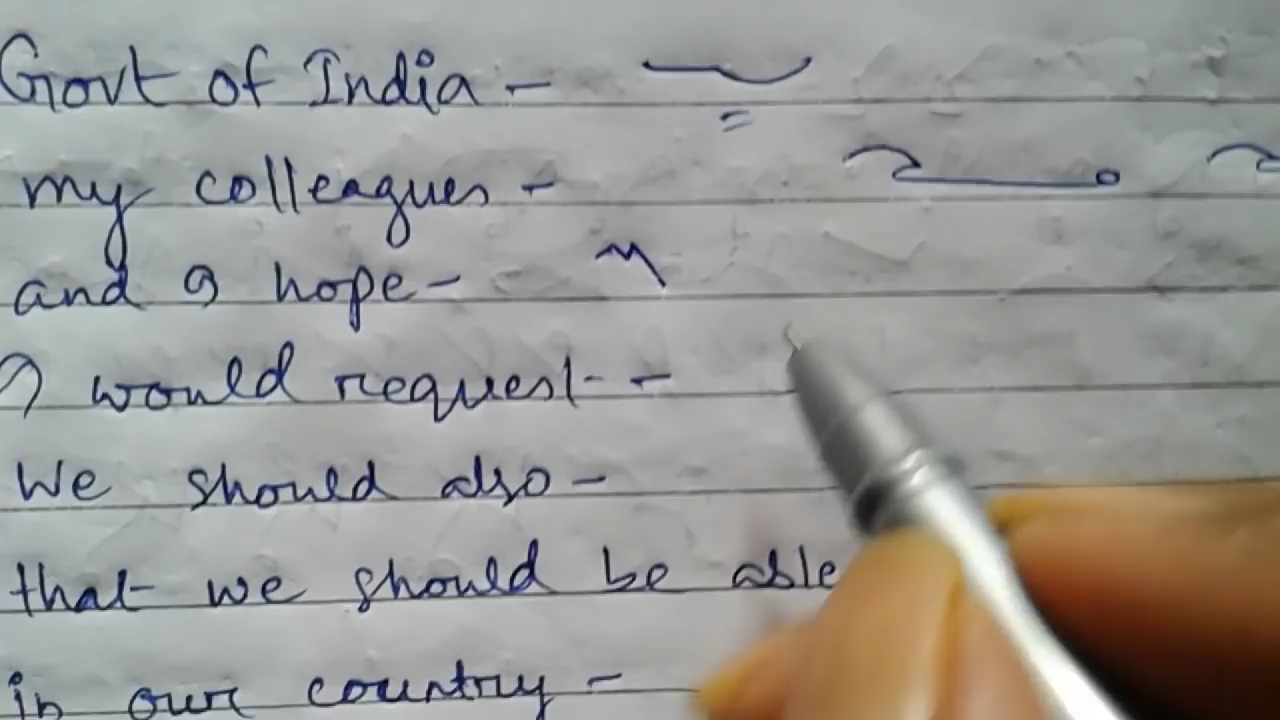 Govt of India -
my colleagues -
and I hope -
I would request -
We should also -
that we should be able
in our country -